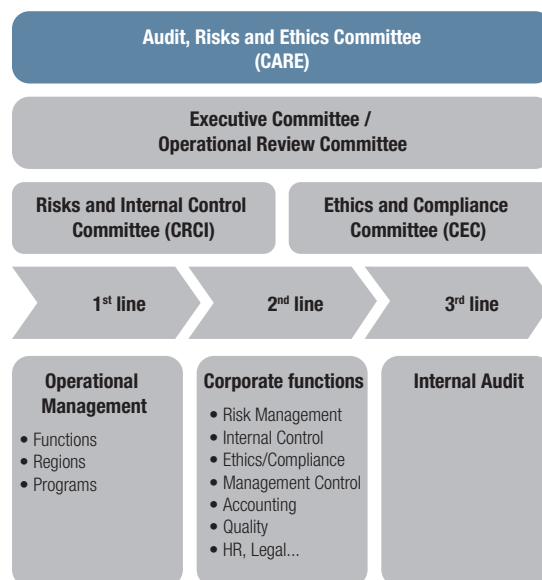 Audit, Risks and Ethics Committee
(CARE)
Executive Committee /
Operational Review Committee
Risks and Internal Control
Committee (CRCI)
Ethics and Compliance
Committee (CEC)
1st line
2nd line
3rd line
Operational
Management
• Functions
• Regions
• Programs
Corporate functions
• Risk Management
• Internal Control
• Ethics/Compliance
• Management Control
• Accounting
• Quality
• HR, Legal...
Internal Audit